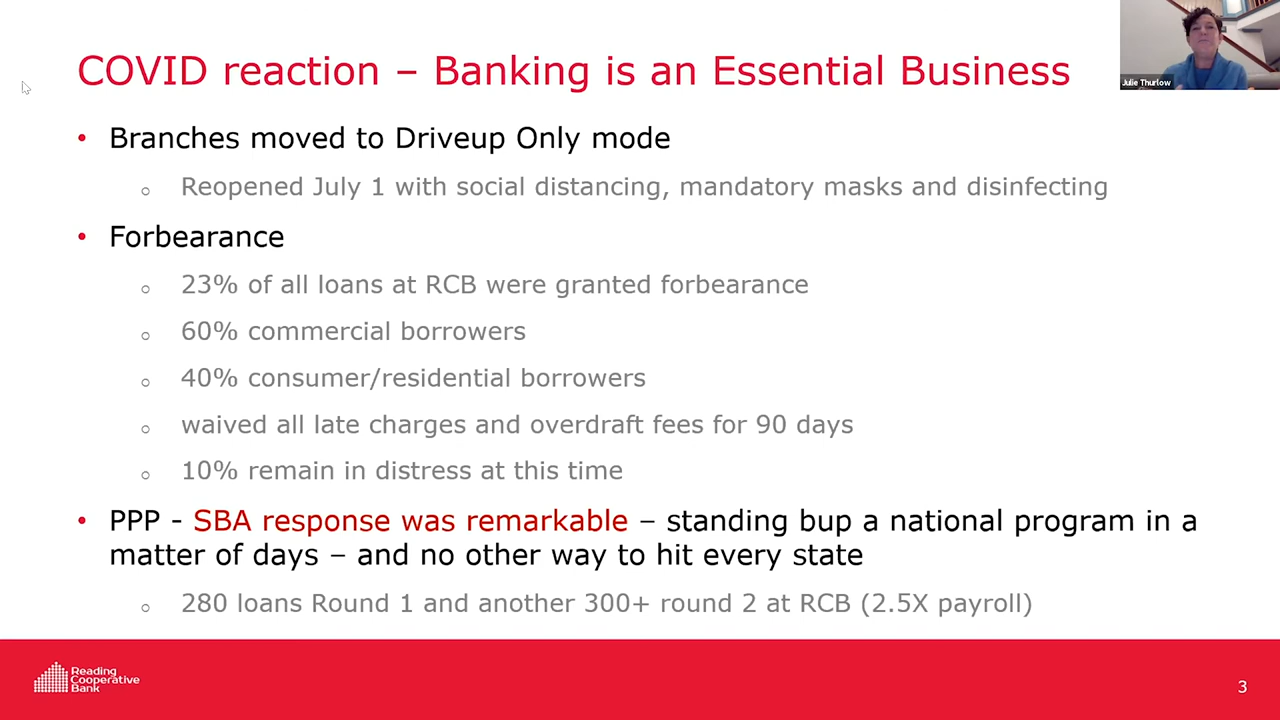 COVID reaction – Banking is an Essential Business
Julie Thurlow
• Branches moved to Driveup Only mode
○ Reopened July 1 with social distancing, mandatory masks and disinfecting
• Forbearance
○ 23% of all loans at RCB were granted forbearance
○ 60% commercial borrowers
○ 40% consumer/residential borrowers
○ waived all late charges and overdraft fees for 90 days
○ 10% remain in distress at this time
• PPP - SBA response was remarkable – standing bup a national program in a
matter of days – and no other way to hit every state
○ 280 loans Round 1 and another 300+ round 2 at RCB (2.5X payroll)
Reading
Cooperative
Bank
3